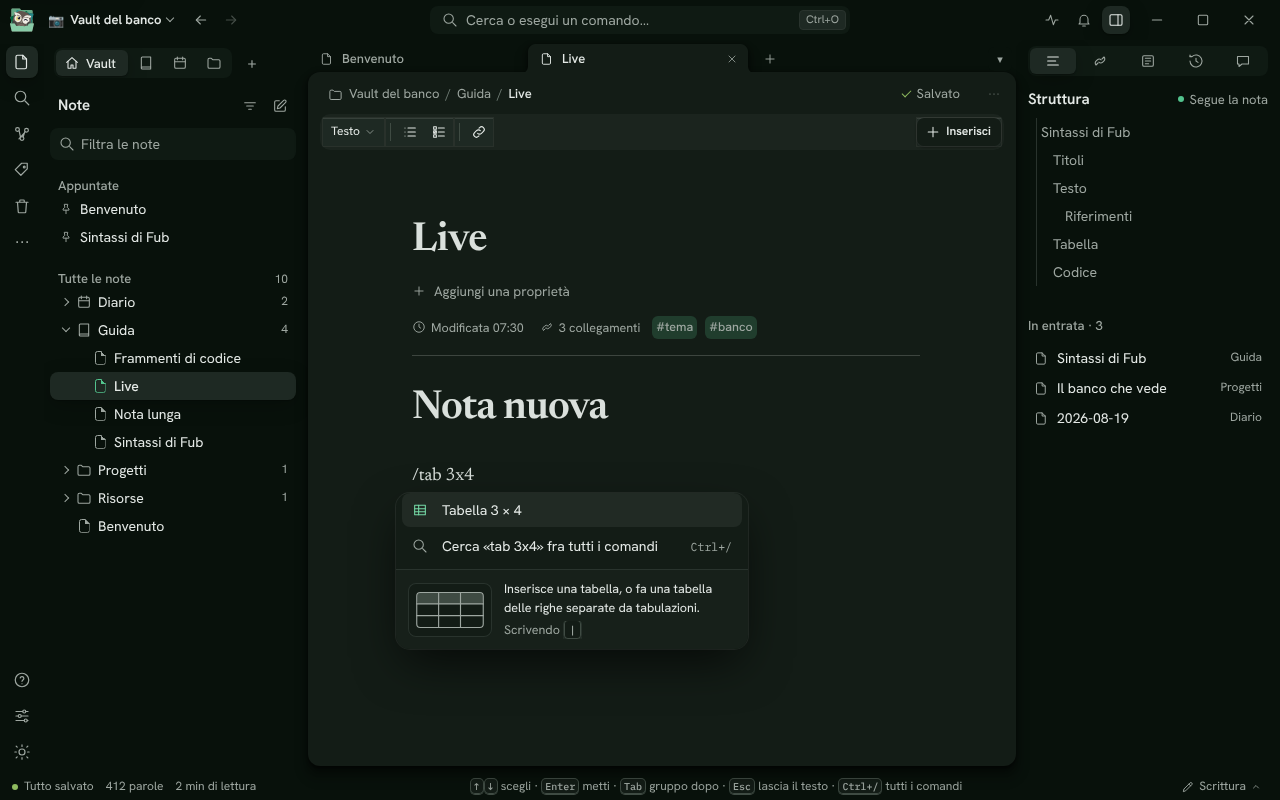 Vault del banco
Cerca o esegui un comando…
Ctrl+O
Vault
Note
Filtra le note
Appuntate
Benvenuto
Sintassi di Fub
Tutte le note 10
Diario 2
Guida 4
Frammenti di codice
Live
Nota lunga
Sintassi di Fub
Progetti 1
Risorse 1
Benvenuto
Benvenuto
Live
Vault del banco / Guida / Live
Salvato
Testo
Inserisci
Live
Aggiungi una proprietà
Modificata 07:30 3 collegamenti #tema #banco
Nota nuova
/tab 3x4
Tabella 3 × 4
Cerca «tab 3x4» fra tutti i comandi Ctrl+/
Inserisce una tabella, o fa una tabella
delle righe separate da tabulazioni.
Scrivendo |
Struttura
Segue la nota
Sintassi di Fub
Titoli
Testo
Riferimenti
Tabella
Codice
In entrata · 3
Sintassi di Fub Guida
Il banco che vede Progetti
2026-08-19 Diario
Tutto salvato 412 parole 2 min di lettura
↑ ↓ scegli · Enter metti · Tab gruppo dopo · Esc lascia il testo · Ctrl+/ tutti i comandi
Scrittura